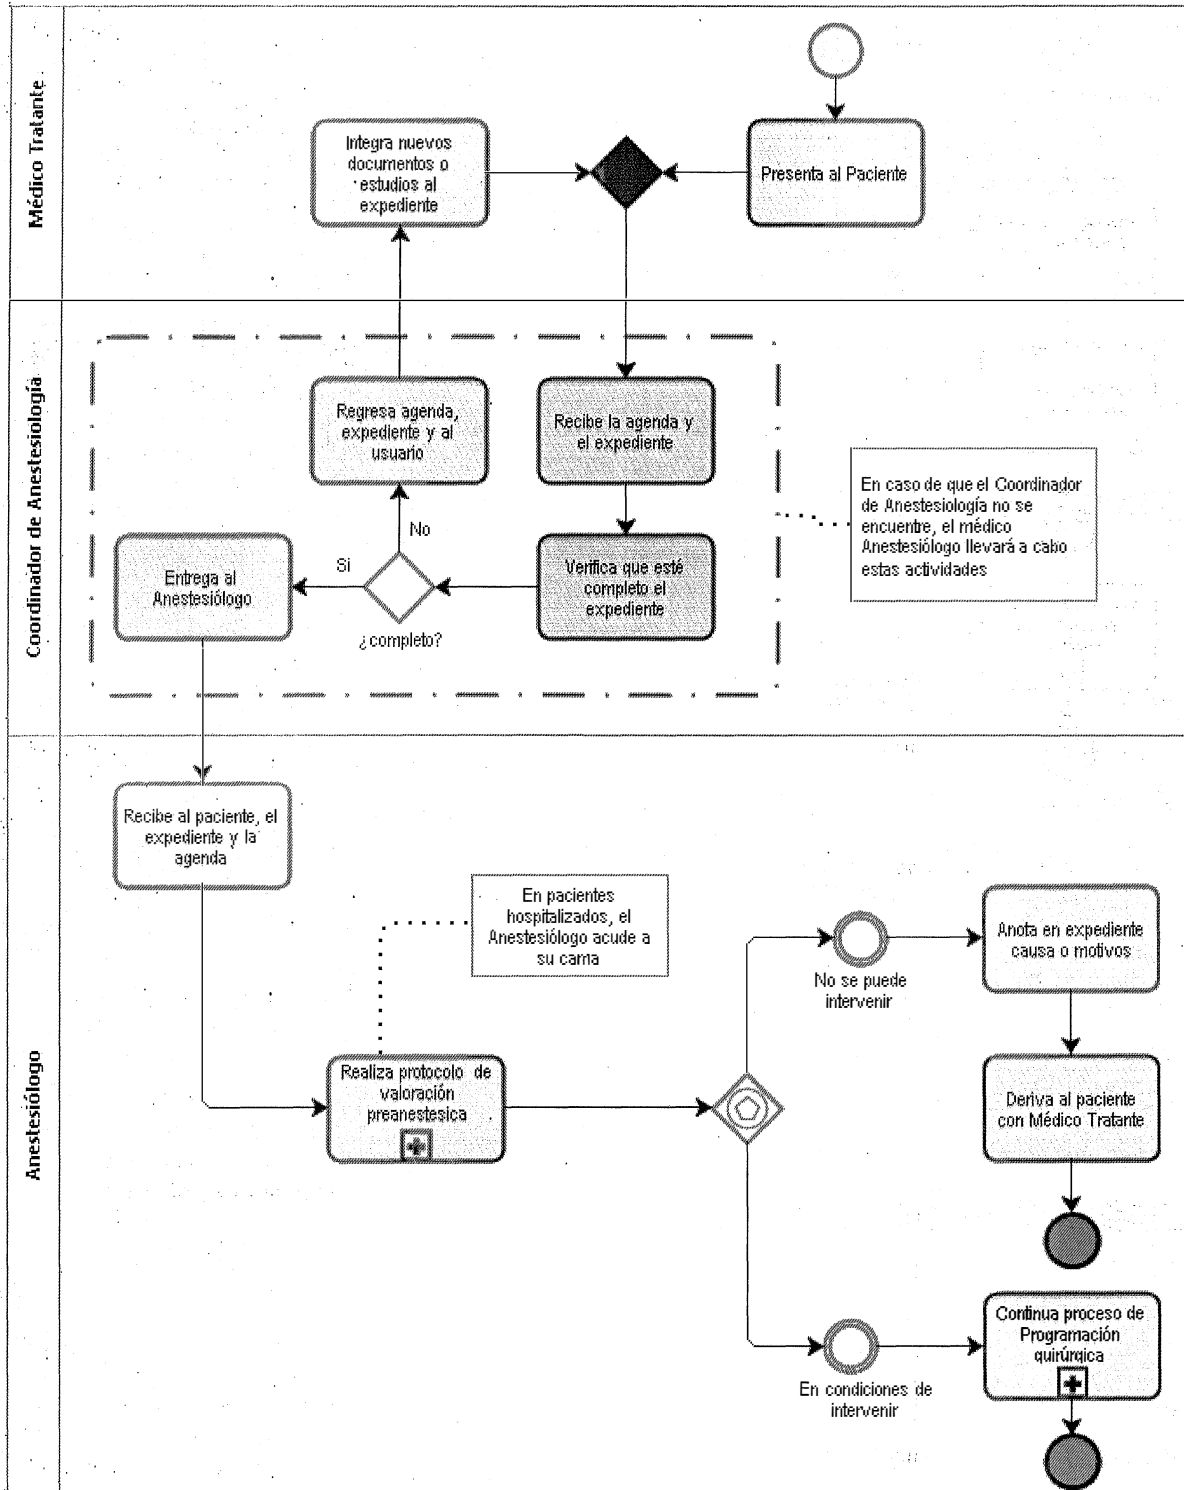 Médico Tratante
Integra nuevos
documentos o
estudios al
expediente
Presenta al Paciente
Coordinador de Anestesiología
Regresa agenda,
expediente y al
usuario
Recibe la agenda y
el expediente
En caso de que el Coordinador
de Anestesiología no se
encuentre, el médico
Anestesiólogo llevará a cabo
estas actividades
No
Entrega al
Anestesiólogo
Si
Verifica que esté
completo el
expediente
¿completo?
Anestesiólogo
Recibe al paciente, el
expediente y la
agenda
En pacientes
hospitalizados, el
Anestesiólogo acude a
su cama
Anota en expediente
causa o motivos
No se puede
intervenir
Realiza protocolo de
valoración
preanestesica
Deriva al paciente
con Médico Tratante
Continua proceso de
Programación
quirúrgica
En condiciones de
intervenir